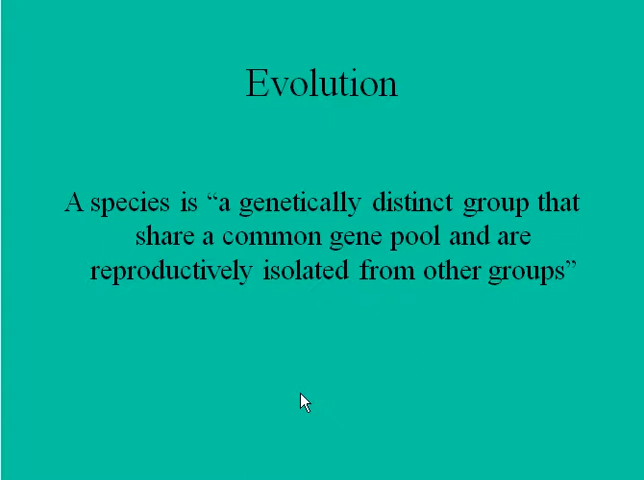 Evolution
A species is “a genetically distinct group that
share a common gene pool and are
reproductively isolated from other groups”